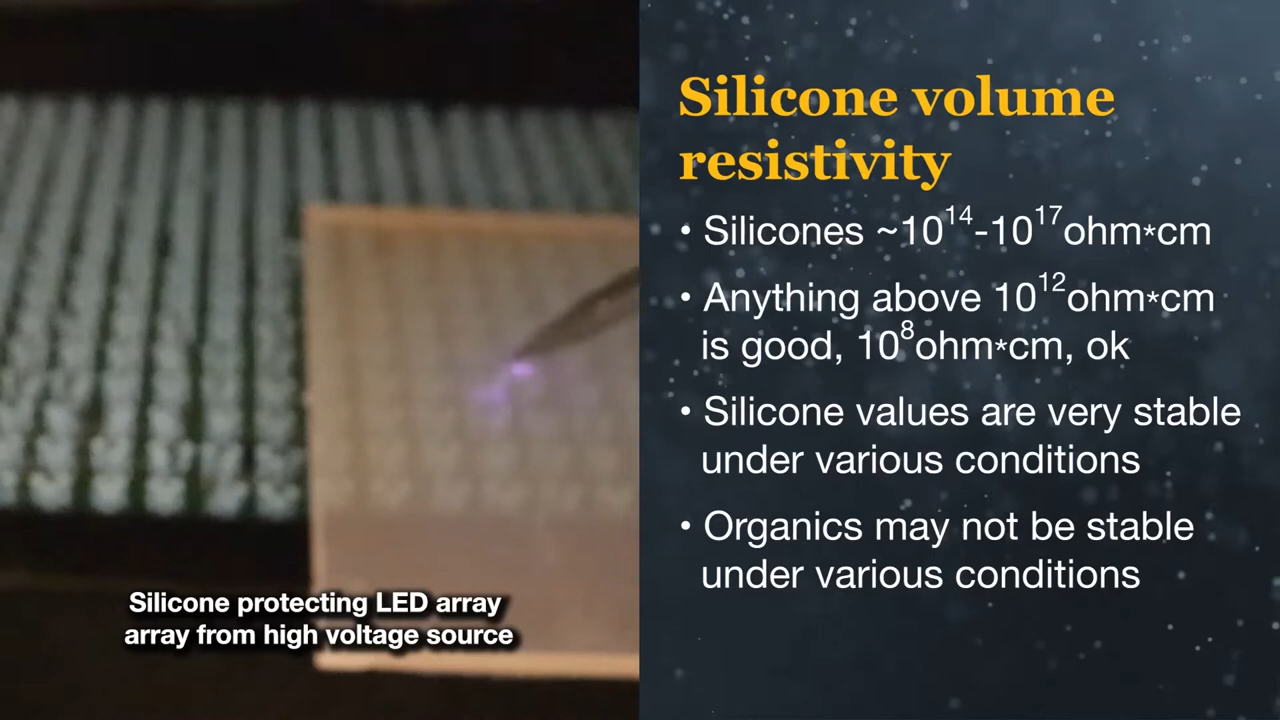 Silicone volume
resistivity
• Silicones ~10¹⁴-10¹⁷ohm*cm
• Anything above 10¹²ohm*cm
is good, 10⁸ohm*cm, ok
• Silicone values are very stable
under various conditions
• Organics may not be stable
under various conditions
Silicone protecting LED array
array from high voltage source